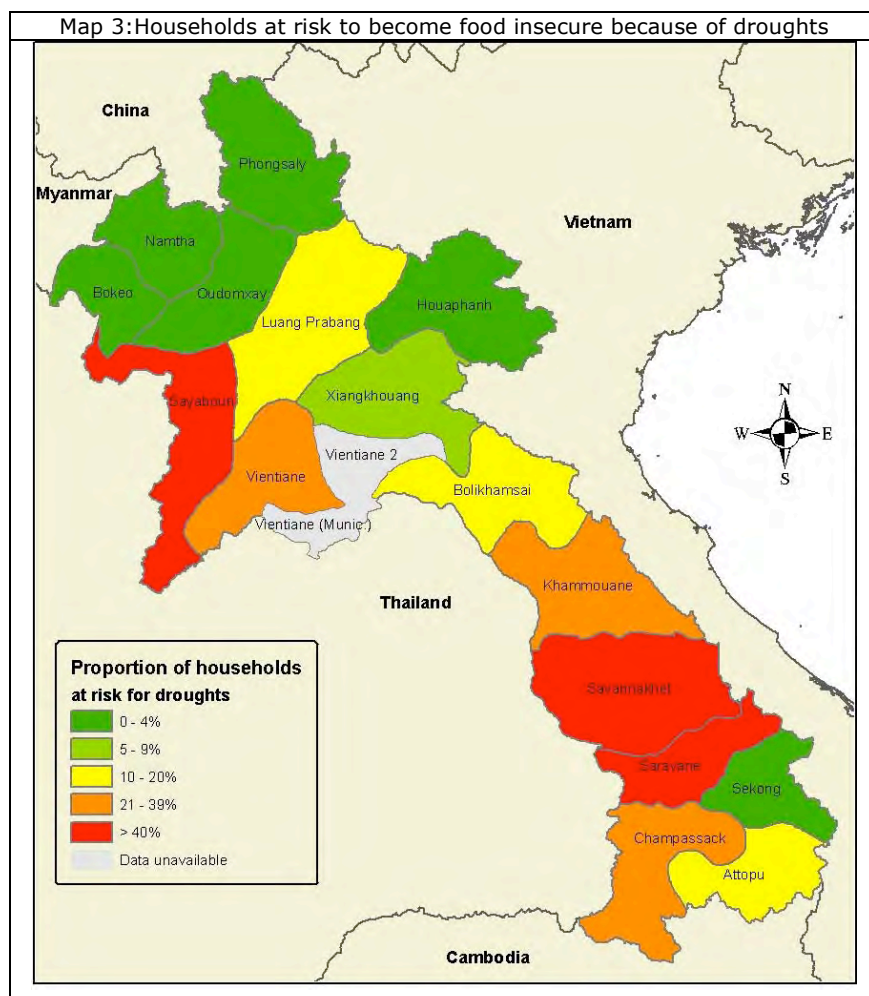 Map 3:Households at risk to become food insecure because of droughts
China
Phongsaly
Myanmar
Vietnam
Namtha
Bokeo
Oudomxay
Houaphanh
Luang Prabang
Xiangkhouang
Sayabouri
N
W
E
S
Vientiane 2
Vientiane
Bolikhamsai
Vientiane (Munic.)
Khammouane
Thailand
Savannakhet
Saravane
Sekong
Champassack
Attopu
Cambodia
Proportion of households
at risk for droughts
0 - 4%
5 - 9%
10 - 20%
21 - 39%
> 40%
Data unavailable